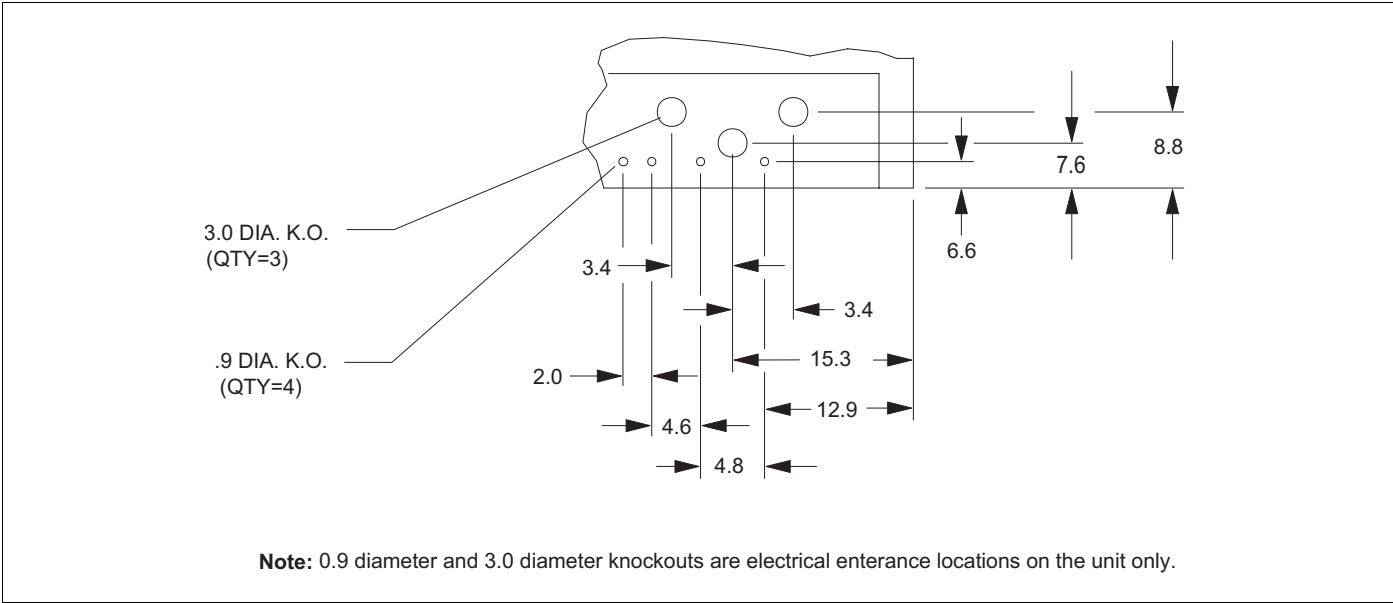 8.8
7.6
6.6
3.0 DIA. K.O.
(QTY=3)
3.4
3.4
.9 DIA. K.O.
(QTY=4)
15.3
2.0
12.9
4.6
4.8
Note: 0.9 diameter and 3.0 diameter knockouts are electrical enterance locations on the unit only.